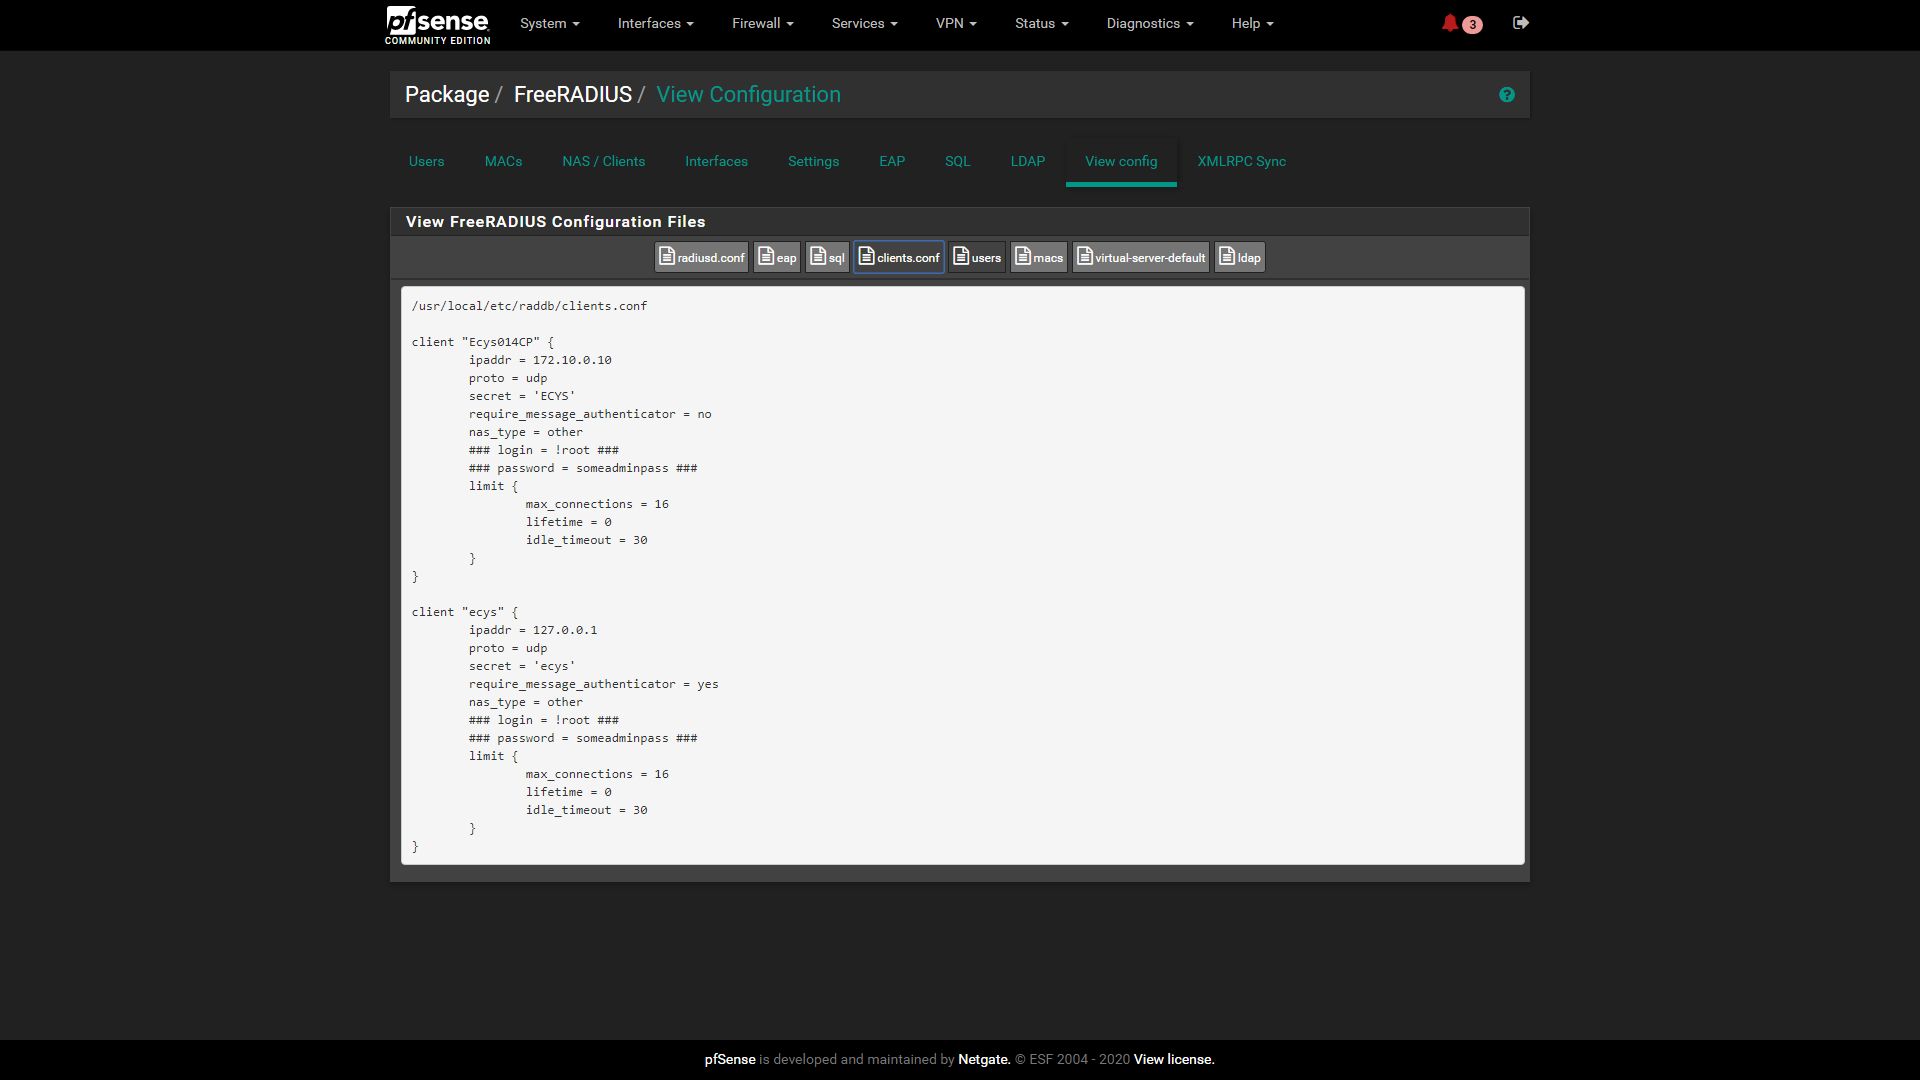 pfsense
COMMUNITY EDITION
System
Interfaces
Firewall
Services
VPN
Status
Diagnostics
Help
3
Package / FreeRADIUS / View Configuration
?
Users
MACs
NAS / Clients
Interfaces
Settings
EAP
SQL
LDAP
View config
XMLRPC Sync
View FreeRADIUS Configuration Files
radiusd.conf
eap
sql
clients.conf
users
macs
virtual-server-default
ldap
/usr/local/etc/raddb/clients.conf
client "Ecys014CP" {
ipaddr = 172.10.0.10
proto = udp
secret = 'ECYS'
require_message_authenticator = no
nas_type = other
### login = !root ###
### password = someadminpass ###
limit {
max_connections = 16
lifetime = 0
idle_timeout = 30
}
}
client "ecys" {
ipaddr = 127.0.0.1
proto = udp
secret = 'ecys'
require_message_authenticator = yes
nas_type = other
### login = !root ###
### password = someadminpass ###
limit {
max_connections = 16
lifetime = 0
idle_timeout = 30
}
}
pfSense is developed and maintained by Netgate. © ESF 2004 - 2020 View license.